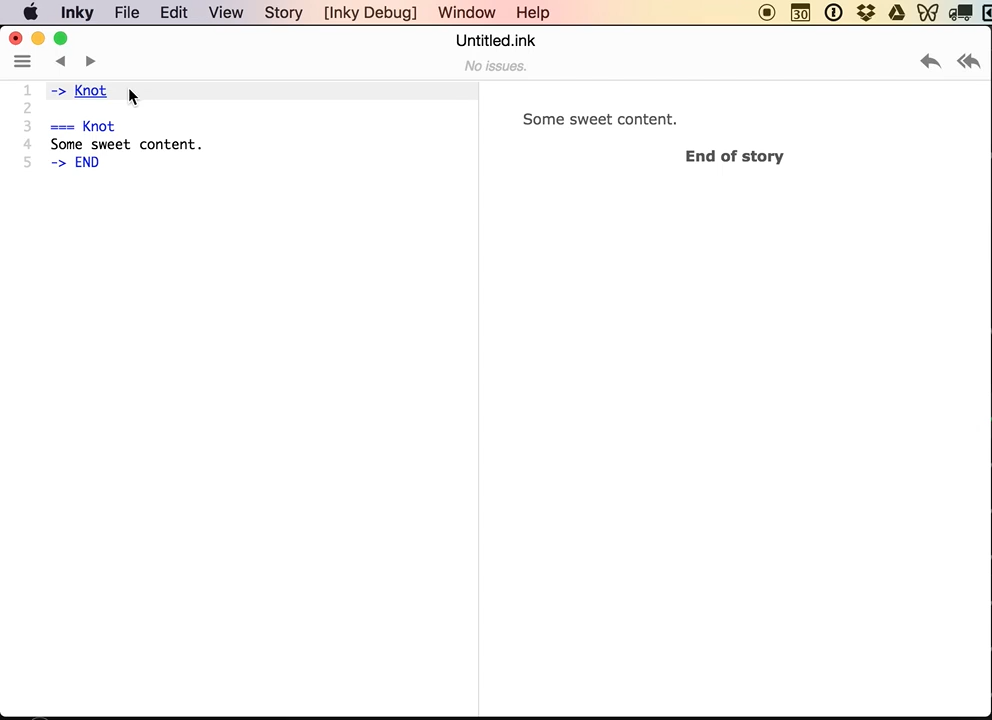 Inky File Edit View Story [Inky Debug] Window Help 30
Untitled.ink
No issues.
1 -> Knot
2
3 === Knot
4 Some sweet content.
5 -> END
Some sweet content.
End of story